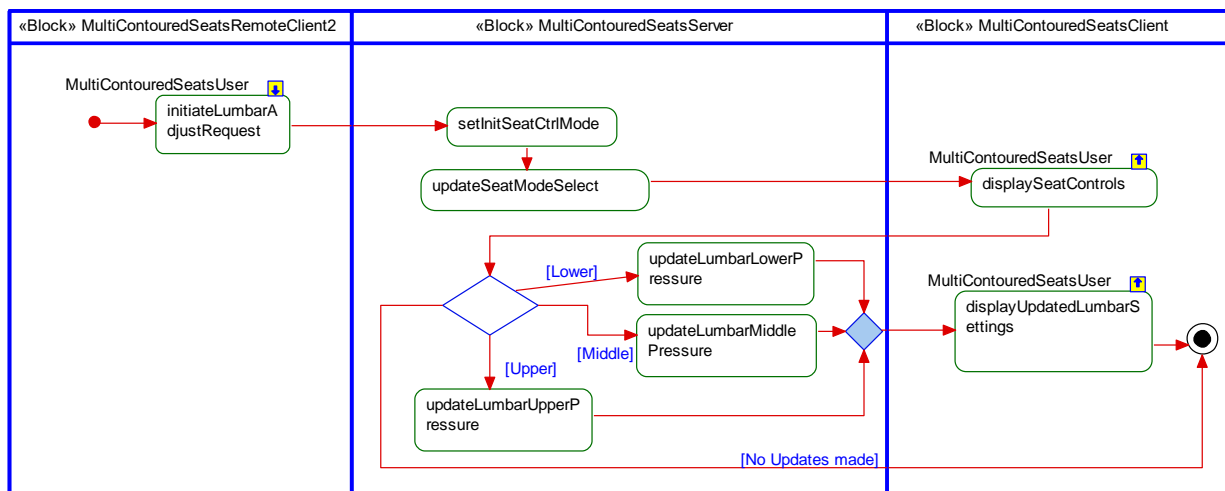 «Block» MultiContouredSeatsRemoteClient2
«Block» MultiContouredSeatsServer
«Block» MultiContouredSeatsClient
MultiContouredSeatsUser
initiateLumbarA
djustRequest
setInitSeatCtrlMode
updateSeatModeSelect
MultiContouredSeatsUser
displaySeatControls
[Lower]
updateLumbarLowerP
ressure
[Middle]
updateLumbarMiddle
Pressure
[Upper]
updateLumbarUpperP
ressure
MultiContouredSeatsUser
displayUpdatedLumbarS
ettings
[No Updates made]